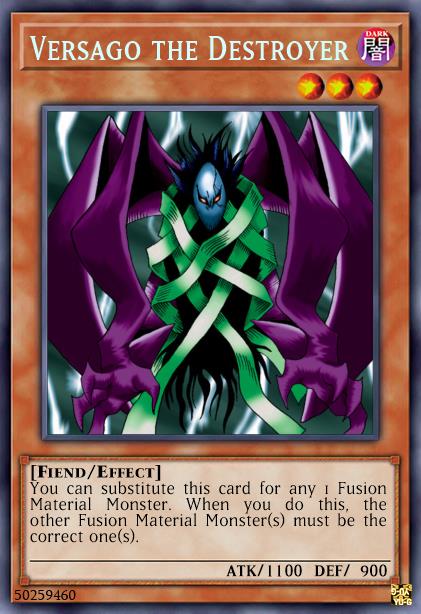 VERSAGO THE DESTROYER
DARK
闇
[FIEND/EFFECT]
You can substitute this card for any 1 Fusion
Material Monster. When you do this, the
other Fusion Material Monster(s) must be the
correct one(s).
ATK/1100 DEF/ 900
50259460